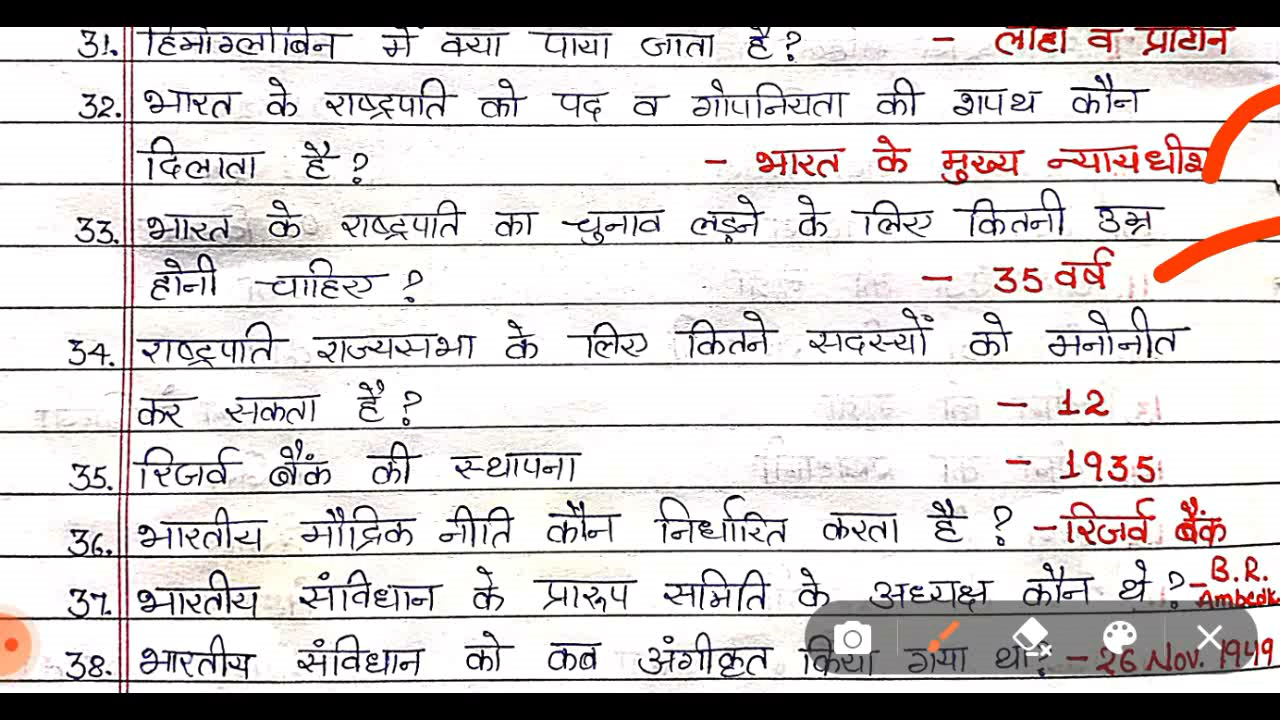 31. हिमोग्लोबिन में क्या पाया जाता है? - लोहा व प्रोटीन
32. भारत के राष्ट्रपति को पद व गोपनियता की शपथ कौन
दिलाता है? - भारत के मुख्य न्यायधीश
33. भारत के राष्ट्रपति का चुनाव लड़ने के लिए कितनी उम्र
होनी चाहिए? - 35 वर्ष
34. राष्ट्रपति राज्यसभा के लिए कितने सदस्यों को मनोनीत
कर सकता है? - 12
35. रिजर्व बैंक की स्थापना - 1935
36. भारतीय मौद्रिक नीति कौन निर्धारित करता है? - रिजर्व बैंक
37. भारतीय संविधान के प्रारूप समिति के अध्यक्ष कौन थे? - B.R.
Ambedk
38. भारतीय संविधान को कब अंगीकृत किया गया था? - 26 Nov. 1949